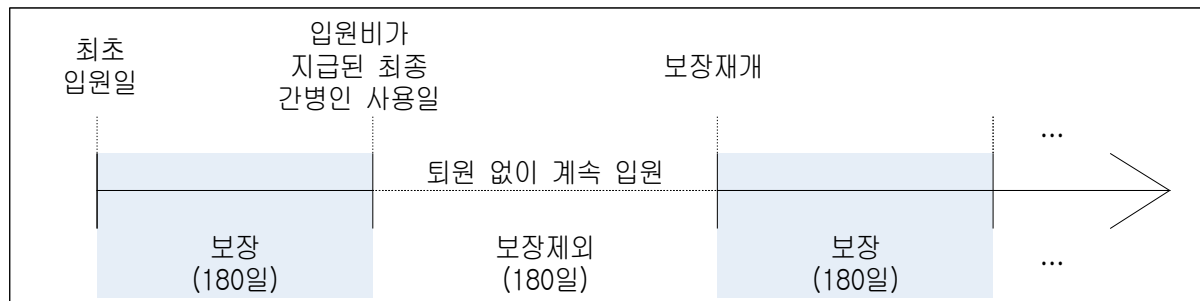 최초
입원일
입원비가
지급된 최종
간병인 사용일
보장재개
...
퇴원 없이 계속 입원
보장
(180일)
보장제외
(180일)
보장
(180일)
...